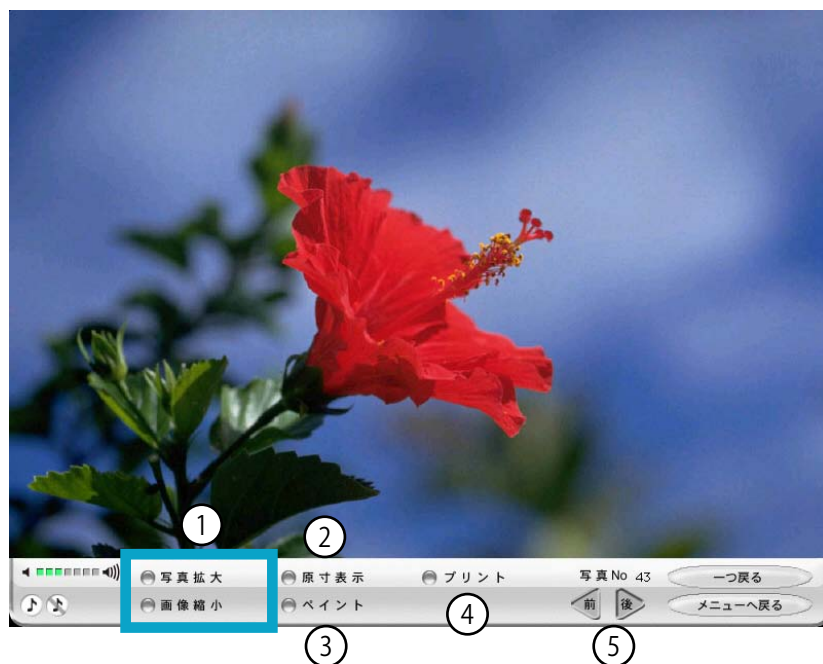 ①
②
写真拡大
原寸表示
プリント
写真No 43
一つ戻る
画像縮小
ペイント
前
後
メニューへ戻る
③
④
⑤